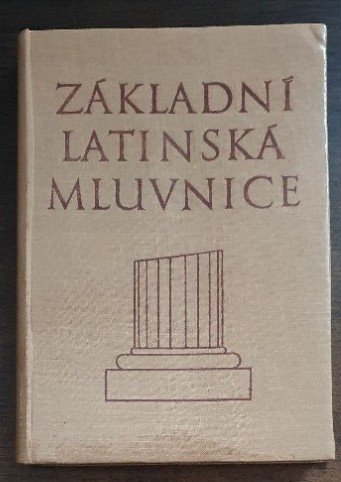 ZÁKLADNÍ
LATINSKÁ
MLUVNICE